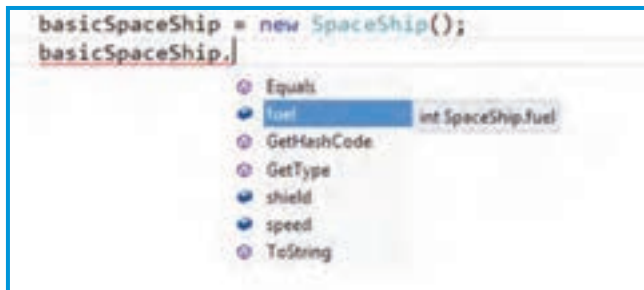 basicSpaceShip = new SpaceShip();
basicSpaceShip.
Equals
fuel int SpaceShip.fuel
GetHashCode
GetType
shield
speed
ToString